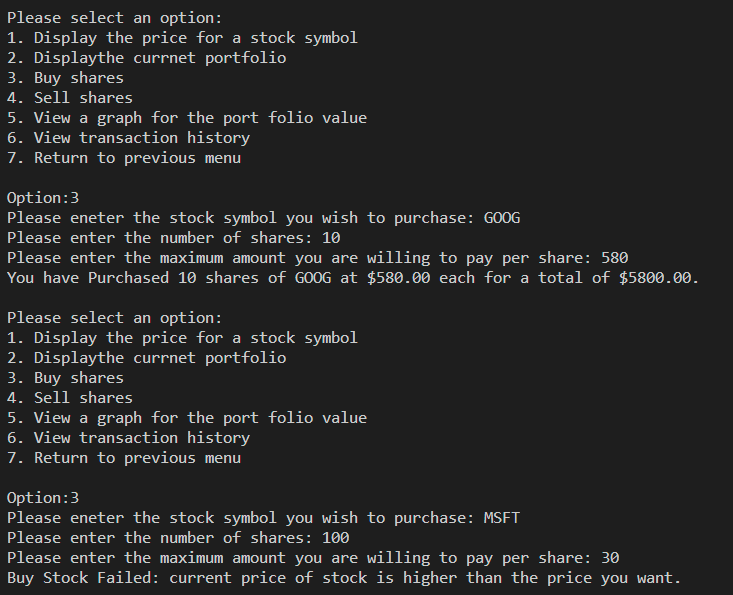 Please select an option:
1. Display the price for a stock symbol
2. Displaythe currnet portfolio
3. Buy shares
4. Sell shares
5. View a graph for the port folio value
6. View transaction history
7. Return to previous menu
Option:3
Please eneter the stock symbol you wish to purchase: GOOG
Please enter the number of shares: 10
Please enter the maximum amount you are willing to pay per share: 580
You have Purchased 10 shares of GOOG at $580.00 each for a total of $5800.00.
Please select an option:
1. Display the price for a stock symbol
2. Displaythe currnet portfolio
3. Buy shares
4. Sell shares
5. View a graph for the port folio value
6. View transaction history
7. Return to previous menu
Option:3
Please eneter the stock symbol you wish to purchase: MSFT
Please enter the number of shares: 100
Please enter the maximum amount you are willing to pay per share: 30
Buy Stock Failed: current price of stock is higher than the price you want.